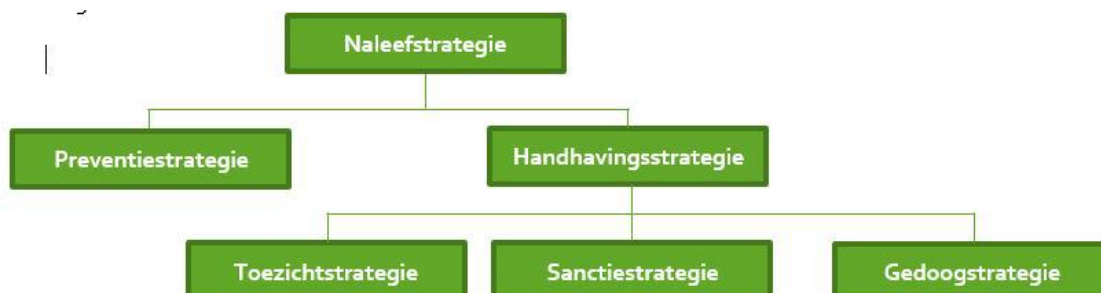 Naleefstrategie
Preventiestrategie
Handhavingsstrategie
Toezichtstrategie
Sanctiestrategie
Gedoogstrategie